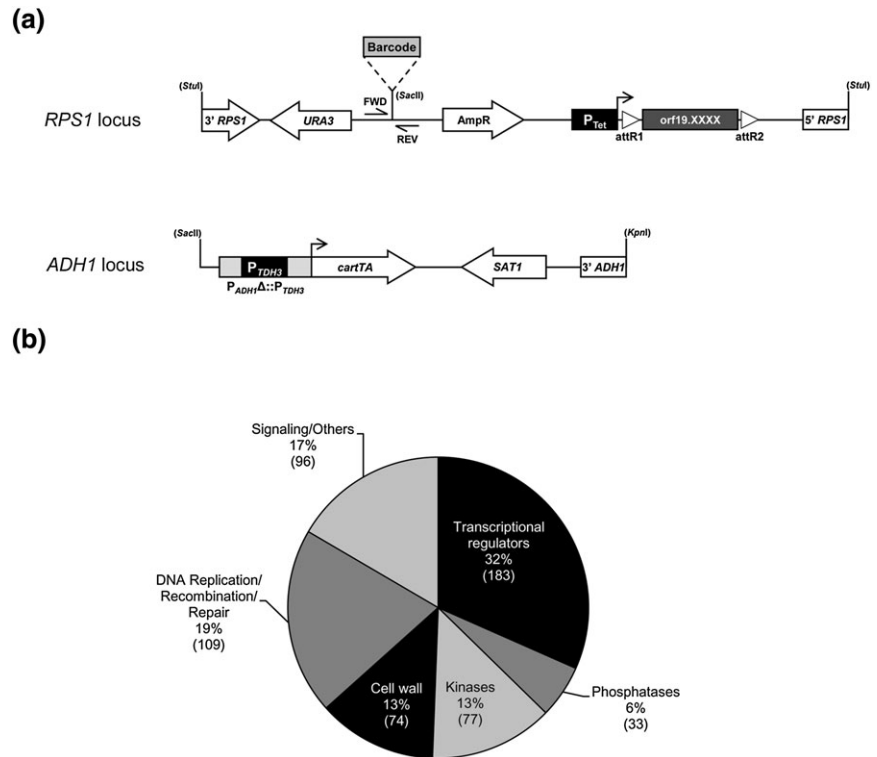 (a)
Barcode
(StuI)
FWD
(SacII)
(StuI)
RPS1 locus
3' RPS1
URA3
AmpR
PTet
orf19.XXXX
5' RPS1
REV
attR1
attR2
(SacII)
(KpnI)
ADH1 locus
PTDH3
cartTA
SAT1
3' ADH1
PADH1Δ::PTDH3
(b)
Signaling/Others
17%
(96)
Transcriptional
regulators
32%
(183)
DNA Replication/
Recombination/
Repair
19%
(109)
Cell wall
13%
(74)
Kinases
13%
(77)
Phosphatases
6%
(33)